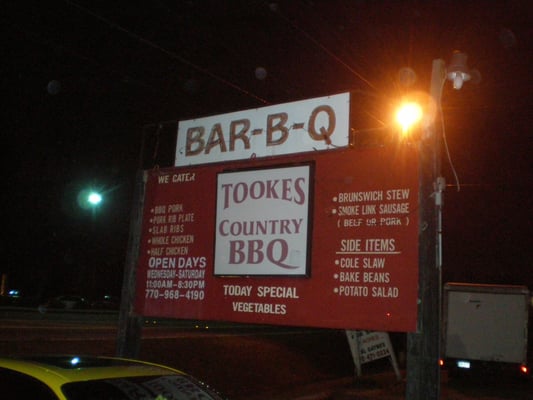 BAR-B-Q
WE CATER
• BBQ PORK
• PORK RIB PLATE
• SLAB RIBS
• WHOLE CHICKEN
• HALF CHICKEN
OPEN DAYS
WEDNESDAY-SATURDAY
11:00AM-8:30PM
770-968-4190
TOOKES
COUNTRY
BBQ
TODAY SPECIAL
VEGETABLES
• BRUNSWICH STEW
• SMOKE LINK SAUSAGE
( BELF OR PORK )
SIDE ITEMS
• COLE SLAW
• BAKE BEANS
• POTATO SALAD